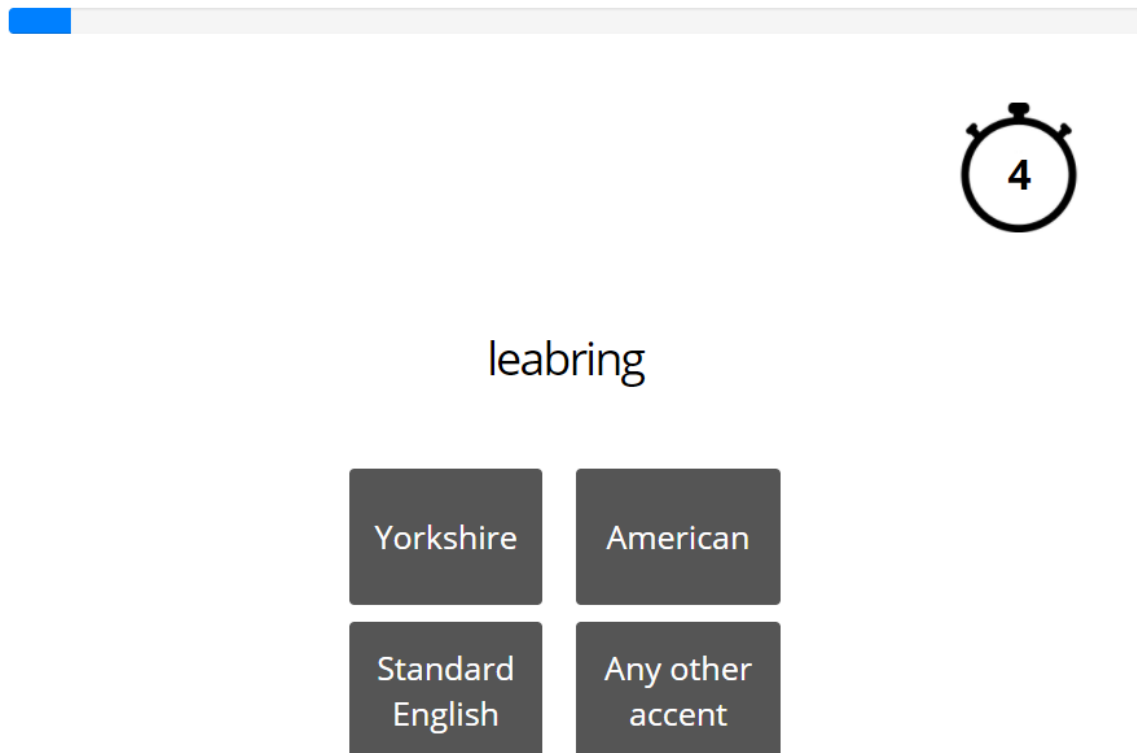 4
leabring
Yorkshire
American
Standard
English
Any other
accent